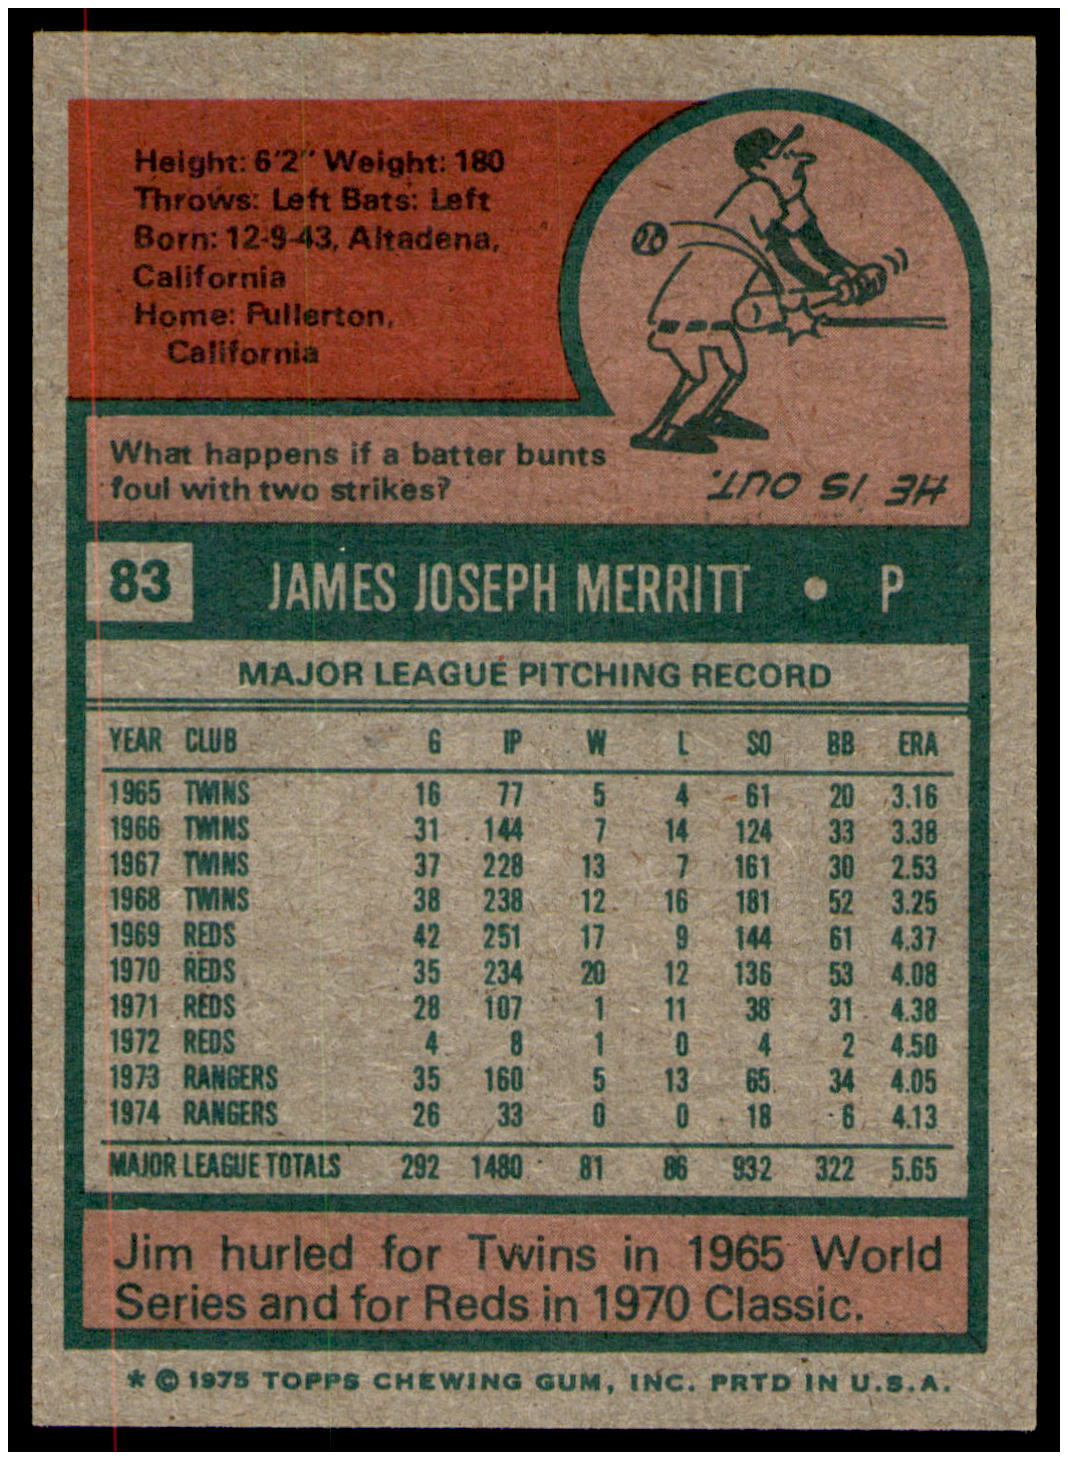 Height: 6'2" Weight: 180
Throws: Left Bats: Left
Born: 12-9-43, Altadena,
California
Home: Fullerton,
California
What happens if a batter bunts
foul with two strikes?
HE IS OUT.
83 JAMES JOSEPH MERRITT • P
MAJOR LEAGUE PITCHING RECORD
YEAR CLUB G IP W L SO BB ERA
1965 TWINS 16 77 5 4 61 20 3.16
1966 TWINS 31 144 7 14 124 33 3.38
1967 TWINS 37 228 13 7 161 30 2.53
1968 TWINS 38 238 12 16 181 52 3.25
1969 REDS 42 251 17 9 144 61 4.37
1970 REDS 35 234 20 12 136 53 4.08
1971 REDS 28 107 1 11 38 31 4.38
1972 REDS 4 8 1 0 4 2 4.50
1973 RANGERS 35 160 5 13 65 34 4.05
1974 RANGERS 26 33 0 0 18 6 4.13
MAJOR LEAGUE TOTALS 292 1480 81 86 932 322 5.65
Jim hurled for Twins in 1965 World
Series and for Reds in 1970 Classic.
* © 1975 TOPPS CHEWING GUM, INC. PRTD IN U.S.A.